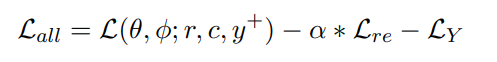 ℒ_all = ℒ(θ, ϕ; r, c, y⁺) − α ∗ ℒ_re − ℒ_Y